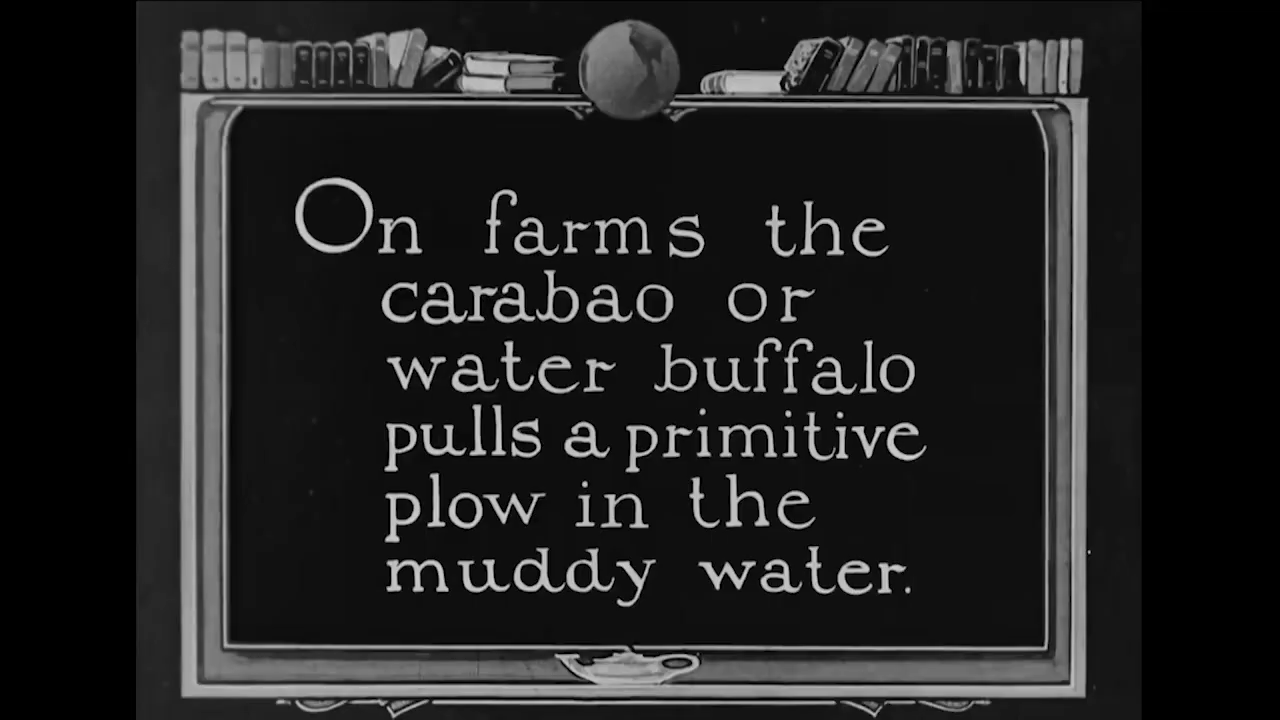 On farms the
carabao or
water buffalo
pulls a primitive
plow in the
muddy water.